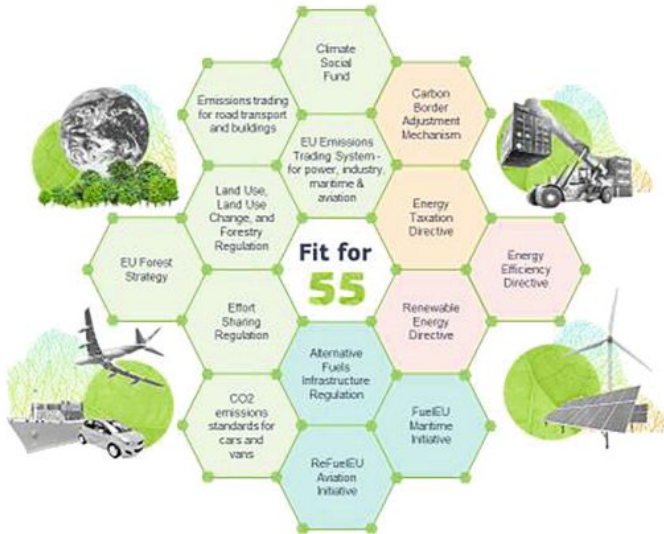 Climate
Social
Fund
Emissions trading
for road transport
and buildings
Carbon
Border
Adjustment
Mechanism
EU Emissions
Trading System -
for power, industry,
maritime &
aviation
Land Use,
Land Use
Change, and
Forestry
Regulation
Energy
Taxation
Directive
EU Forest
Strategy
Fit for
55
Energy
Efficiency
Directive
Effort
Sharing
Regulation
Renewable
Energy
Directive
Alternative
Fuels
Infrastructure
Regulation
CO2
emissions
standards for
cars and
vans
FuelEU
Maritime
Initiative
ReFuelEU
Aviation
Initiative